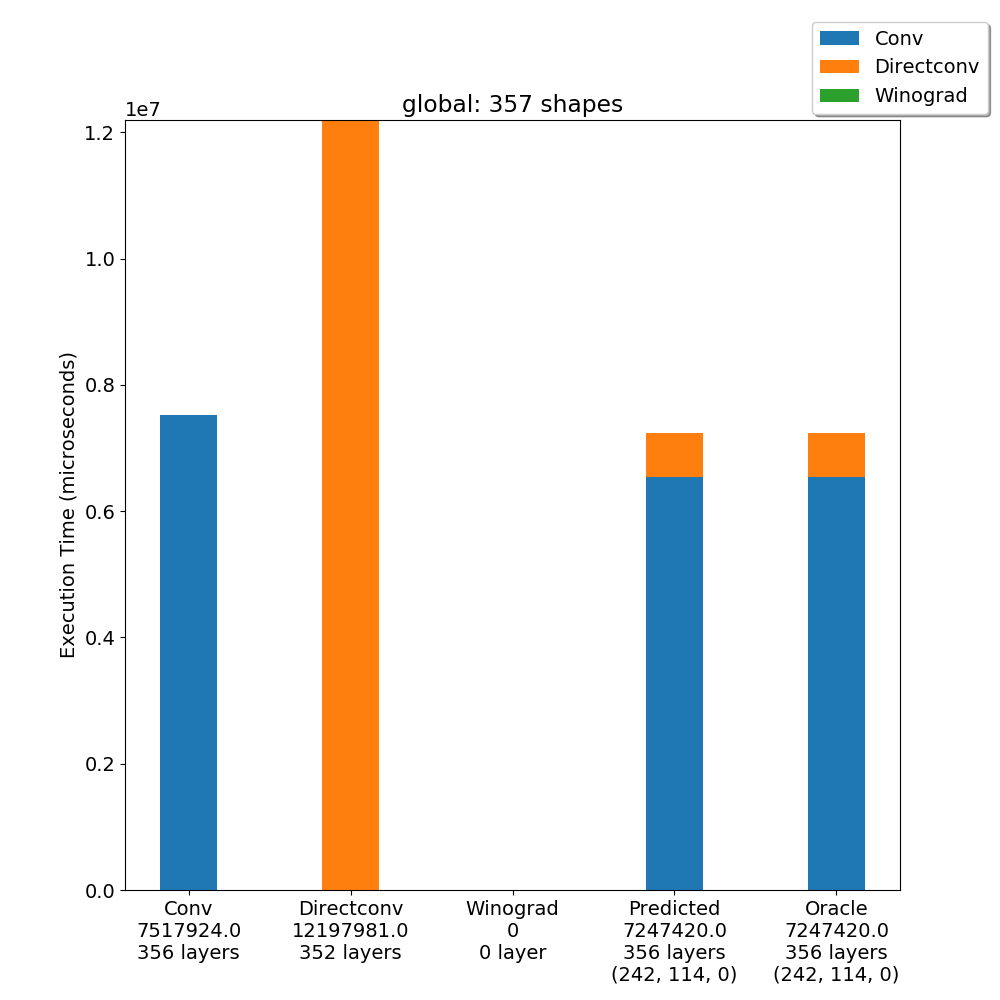 Conv
Directconv
Winograd
global: 357 shapes
1e7
1.2
1.0
0.8
0.6
0.4
0.2
0.0
Execution Time (microseconds)
Conv
7517924.0
356 layers
Directconv
12197981.0
352 layers
Winograd
0
0 layer
Predicted
7247420.0
356 layers
(242, 114, 0)
Oracle
7247420.0
356 layers
(242, 114, 0)